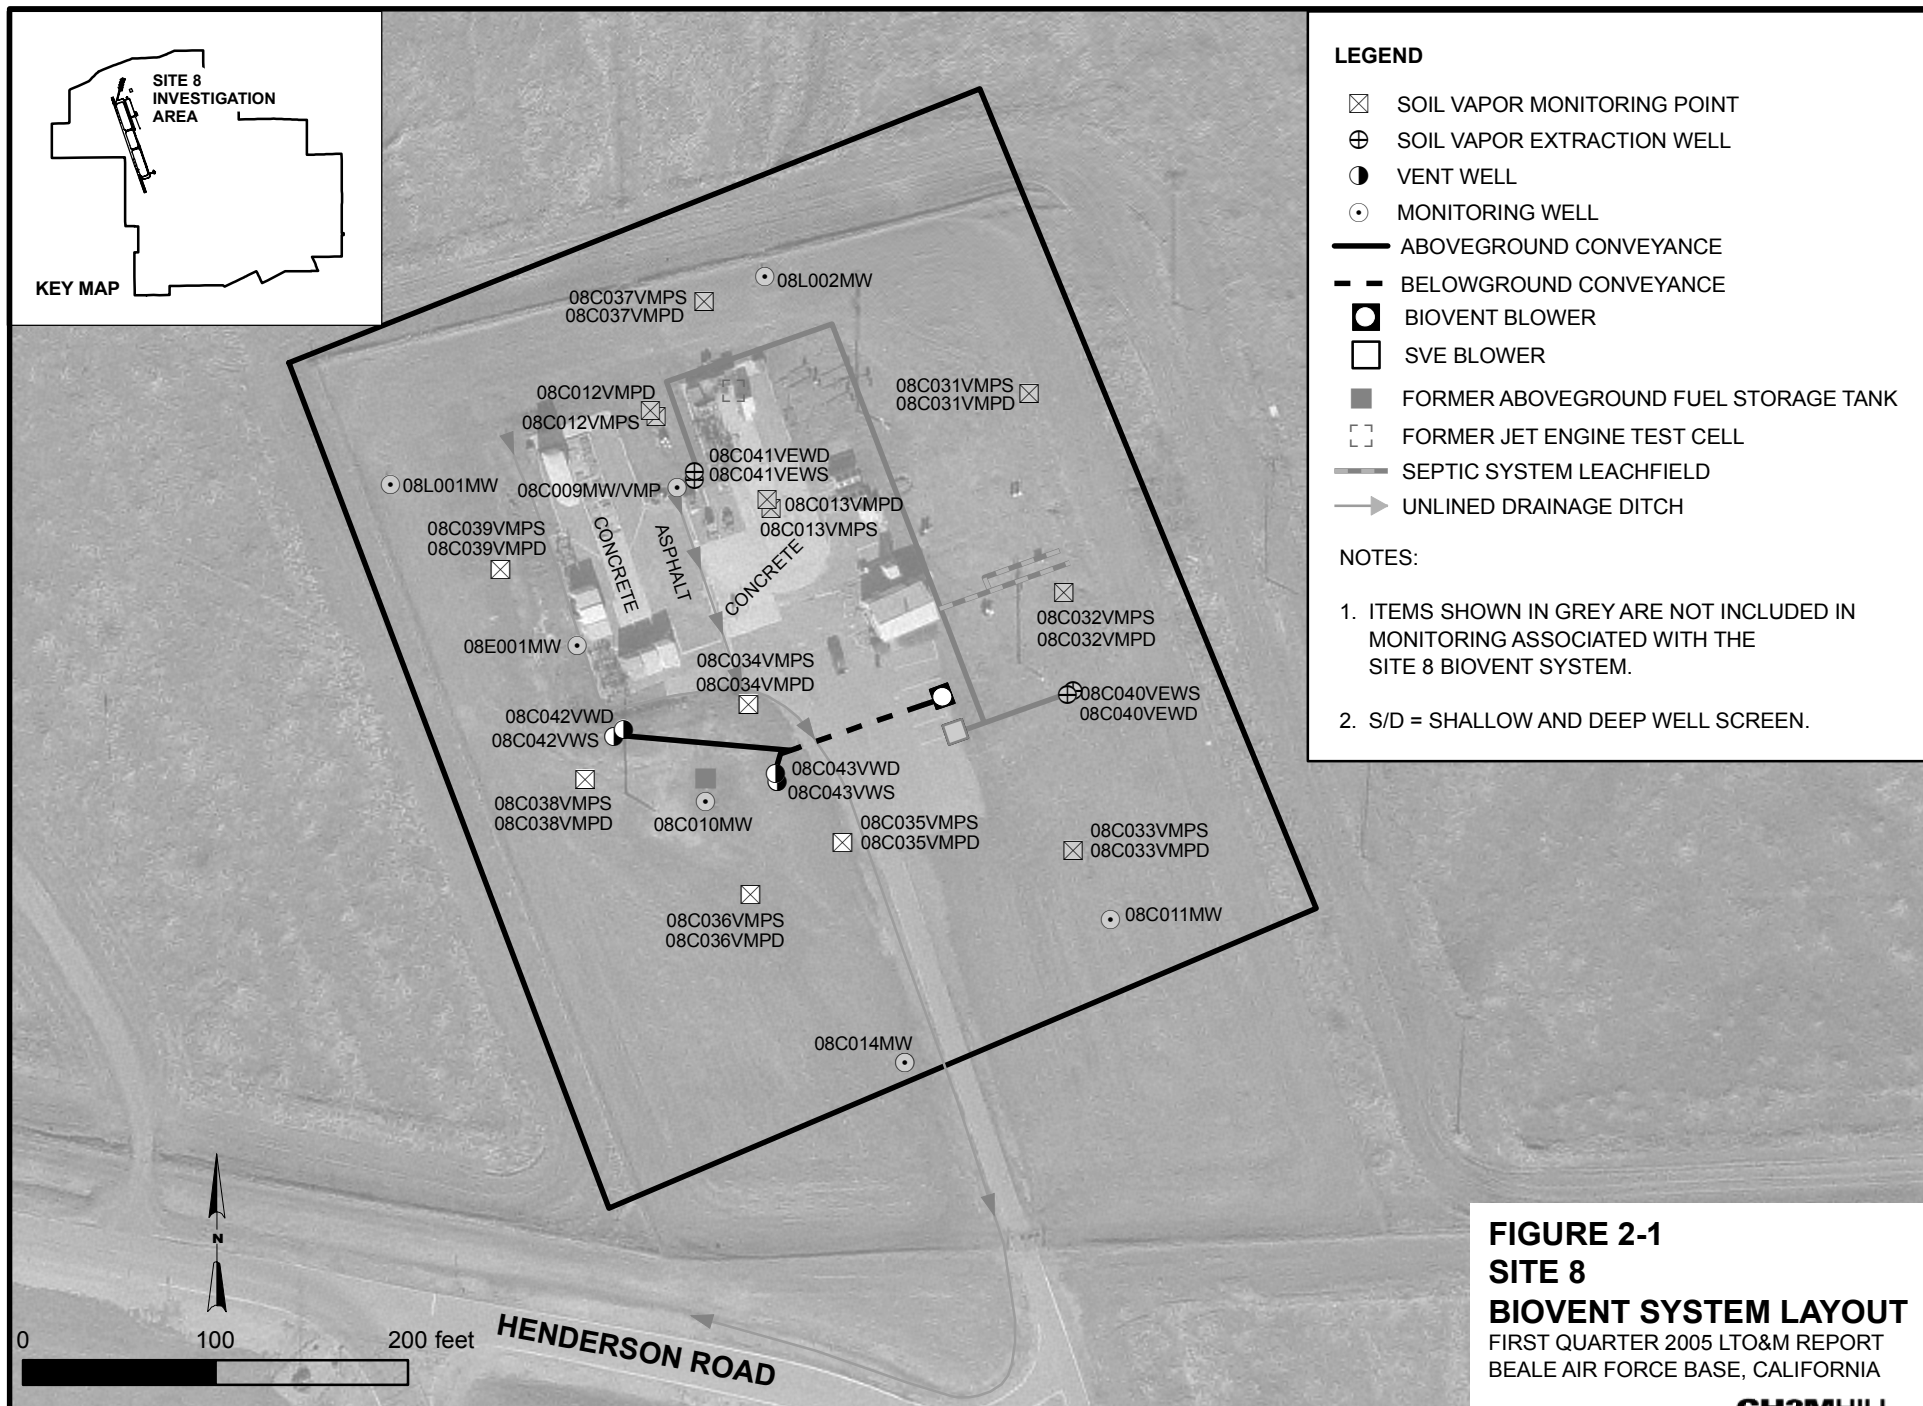 SITE 8
INVESTIGATION
AREA
KEY MAP
LEGEND
SOIL VAPOR MONITORING POINT
SOIL VAPOR EXTRACTION WELL
VENT WELL
MONITORING WELL
ABOVEGROUND CONVEYANCE
BELOWGROUND CONVEYANCE
BIOVENT BLOWER
SVE BLOWER
FORMER ABOVEGROUND FUEL STORAGE TANK
FORMER JET ENGINE TEST CELL
SEPTIC SYSTEM LEACHFIELD
UNLINED DRAINAGE DITCH
NOTES:
1. ITEMS SHOWN IN GREY ARE NOT INCLUDED IN
MONITORING ASSOCIATED WITH THE
SITE 8 BIOVENT SYSTEM.
2. S/D = SHALLOW AND DEEP WELL SCREEN.
08L002MW
08C037VMPS
08C037VMPD
08C012VMPD
08C012VMPS
08C031VMPS
08C031VMPD
08C041VEWD
08C041VEWS
08L001MW
08C009MW/VMP
08C013VMPD
08C013VMPS
08C039VMPS
08C039VMPD
CONCRETE
ASPHALT
CONCRETE
08C032VMPS
08C032VMPD
08E001MW
08C034VMPS
08C034VMPD
08C040VEWS
08C040VEWD
08C042VWD
08C042VWS
08C043VWD
08C043VWS
08C038VMPS
08C038VMPD
08C010MW
08C035VMPS
08C035VMPD
08C033VMPS
08C033VMPD
08C036VMPS
08C036VMPD
08C011MW
08C014MW
N
0 100 200 feet
HENDERSON ROAD
FIGURE 2-1
SITE 8
BIOVENT SYSTEM LAYOUT
FIRST QUARTER 2005 LTO&M REPORT
BEALE AIR FORCE BASE, CALIFORNIA
CH2MHILL